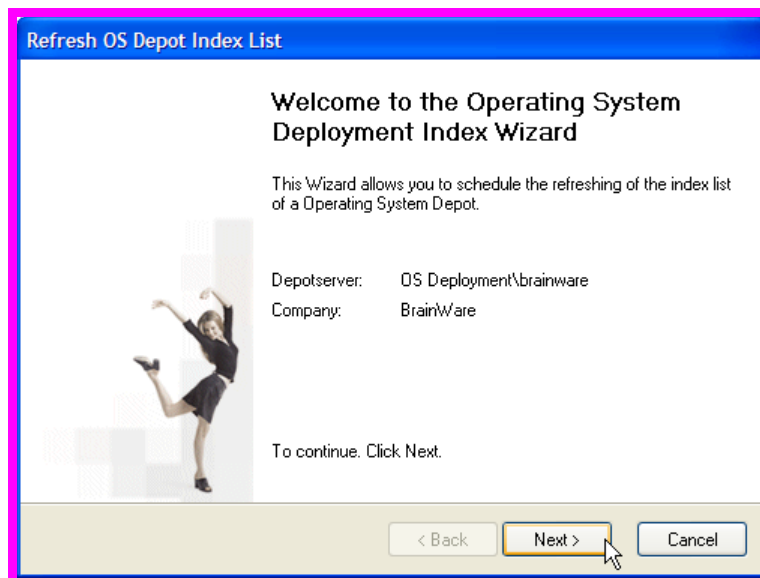 Refresh OS Depot Index List
Welcome to the Operating System
Deployment Index Wizard
This Wizard allows you to schedule the refreshing of the index list
of a Operating System Depot.
Depotserver: OS Deployment\brainware
Company: BrainWare
To continue. Click Next.
< Back Next > Cancel